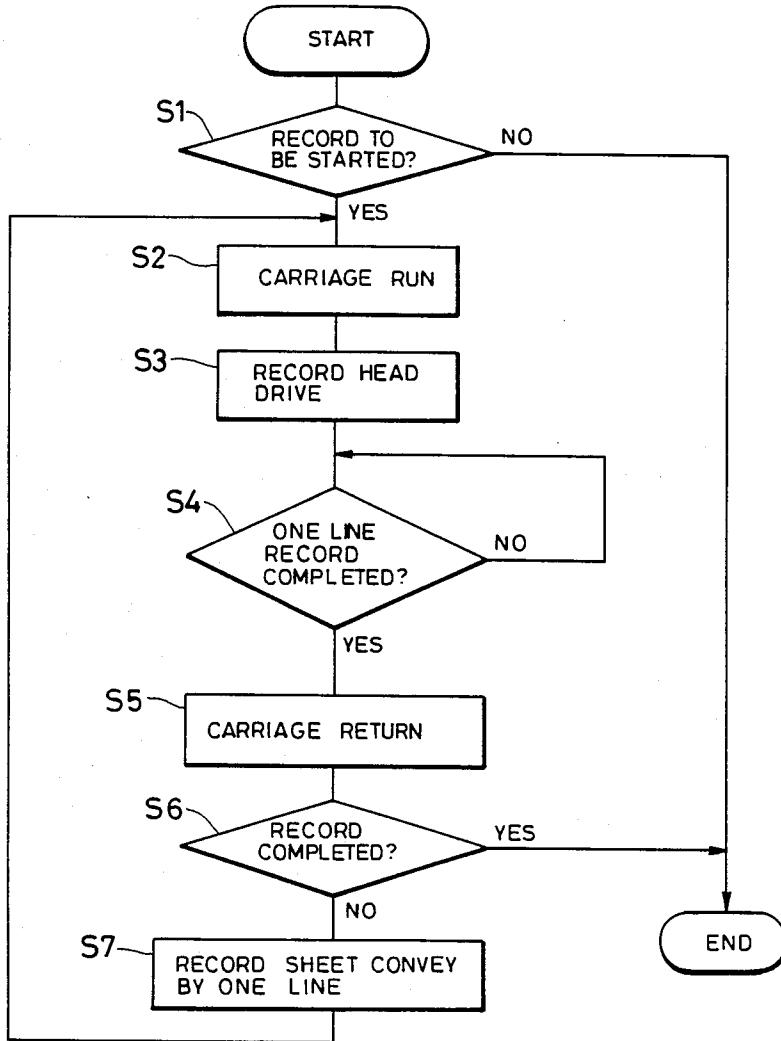 START
S1
RECORD TO
BE STARTED?
NO
YES
S2
CARRIAGE RUN
S3
RECORD HEAD
DRIVE
S4
ONE LINE
RECORD
COMPLETED?
NO
YES
S5
CARRIAGE RETURN
S6
RECORD
COMPLETED?
YES
NO
S7
RECORD SHEET CONVEY
BY ONE LINE
END